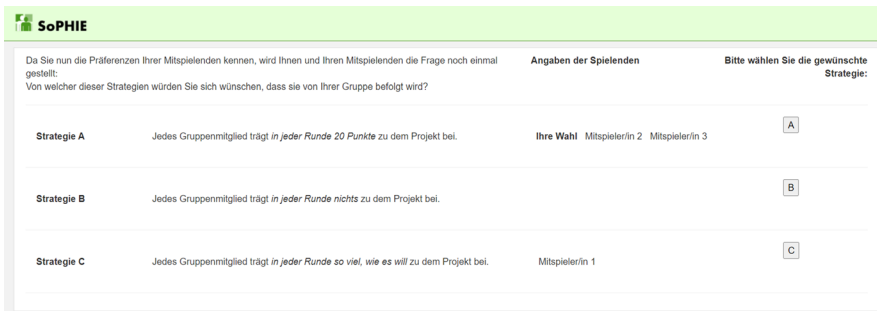 SoPHIE
Da Sie nun die Präferenzen Ihrer Mitspielenden kennen, wird Ihnen und Ihren Mitspielenden die Frage noch einmal
gestellt:
Von welcher dieser Strategien würden Sie sich wünschen, dass sie von Ihrer Gruppe befolgt wird?
Angaben der Spielenden
Bitte wählen Sie die gewünschte
Strategie:
Strategie A Jedes Gruppenmitglied trägt in jeder Runde 20 Punkte zu dem Projekt bei. Ihre Wahl Mitspieler/in 2 Mitspieler/in 3 A
Strategie B Jedes Gruppenmitglied trägt in jeder Runde nichts zu dem Projekt bei. B
Strategie C Jedes Gruppenmitglied trägt in jeder Runde so viel, wie es will zu dem Projekt bei. Mitspieler/in 1 C